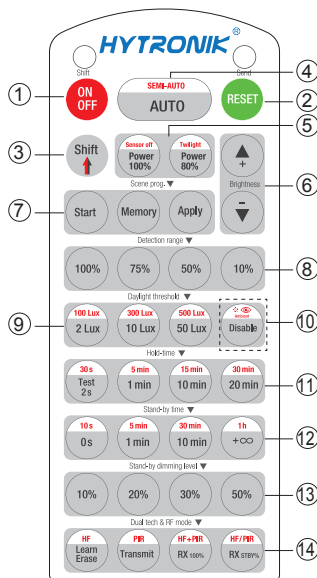 HYTRONIK®
Shift
Send
① ON OFF
SEMI-AUTO
AUTO
④
RESET
②
⑤
③ Shift
Sensor off
Power
100%
Twilight
Power
80%
▲
+
Brightness
−
▼
⑥
Scene prog. ▼
⑦ Start Memory Apply
Detection range ▼
100% 75% 50% 10% ⑧
Daylight threshold ▼
100 Lux 300 Lux 500 Lux Ambient
⑨ 2 Lux 10 Lux 50 Lux Disable ⑩
Hold-time ▼
30 s 5 min 15 min 30 min
Test 2s 1 min 10 min 20 min ⑪
Stand-by time ▼
10 s 5 min 30 min 1h
0s 1 min 10 min +∞ ⑫
Stand-by dimming level ▼
10% 20% 30% 50% ⑬
Dual tech & RF mode ▼
HF PIR HF+PIR HF/PIR
Learn Erase Transmit RX 100% RX STBY% ⑭